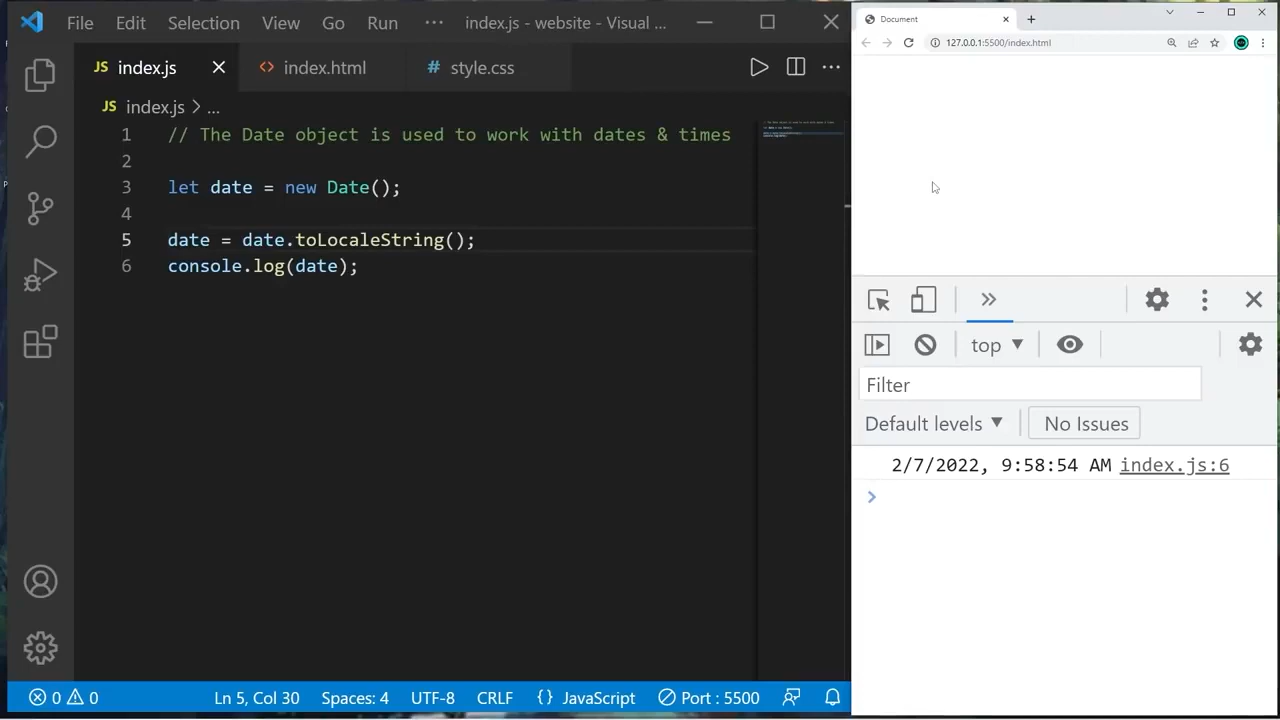 File Edit Selection View Go Run ··· index.js - website - Visual ...
JS index.js <> index.html # style.css
JS index.js > ...
1 // The Date object is used to work with dates & times
2
3 let date = new Date();
4
5 date = date.toLocaleString();
6 console.log(date);
0 0 Ln 5, Col 30 Spaces: 4 UTF-8 CRLF {} JavaScript Port : 5500
Document
127.0.0.1:5500/index.html
top
Filter
Default levels No Issues
2/7/2022, 9:58:54 AM index.js:6